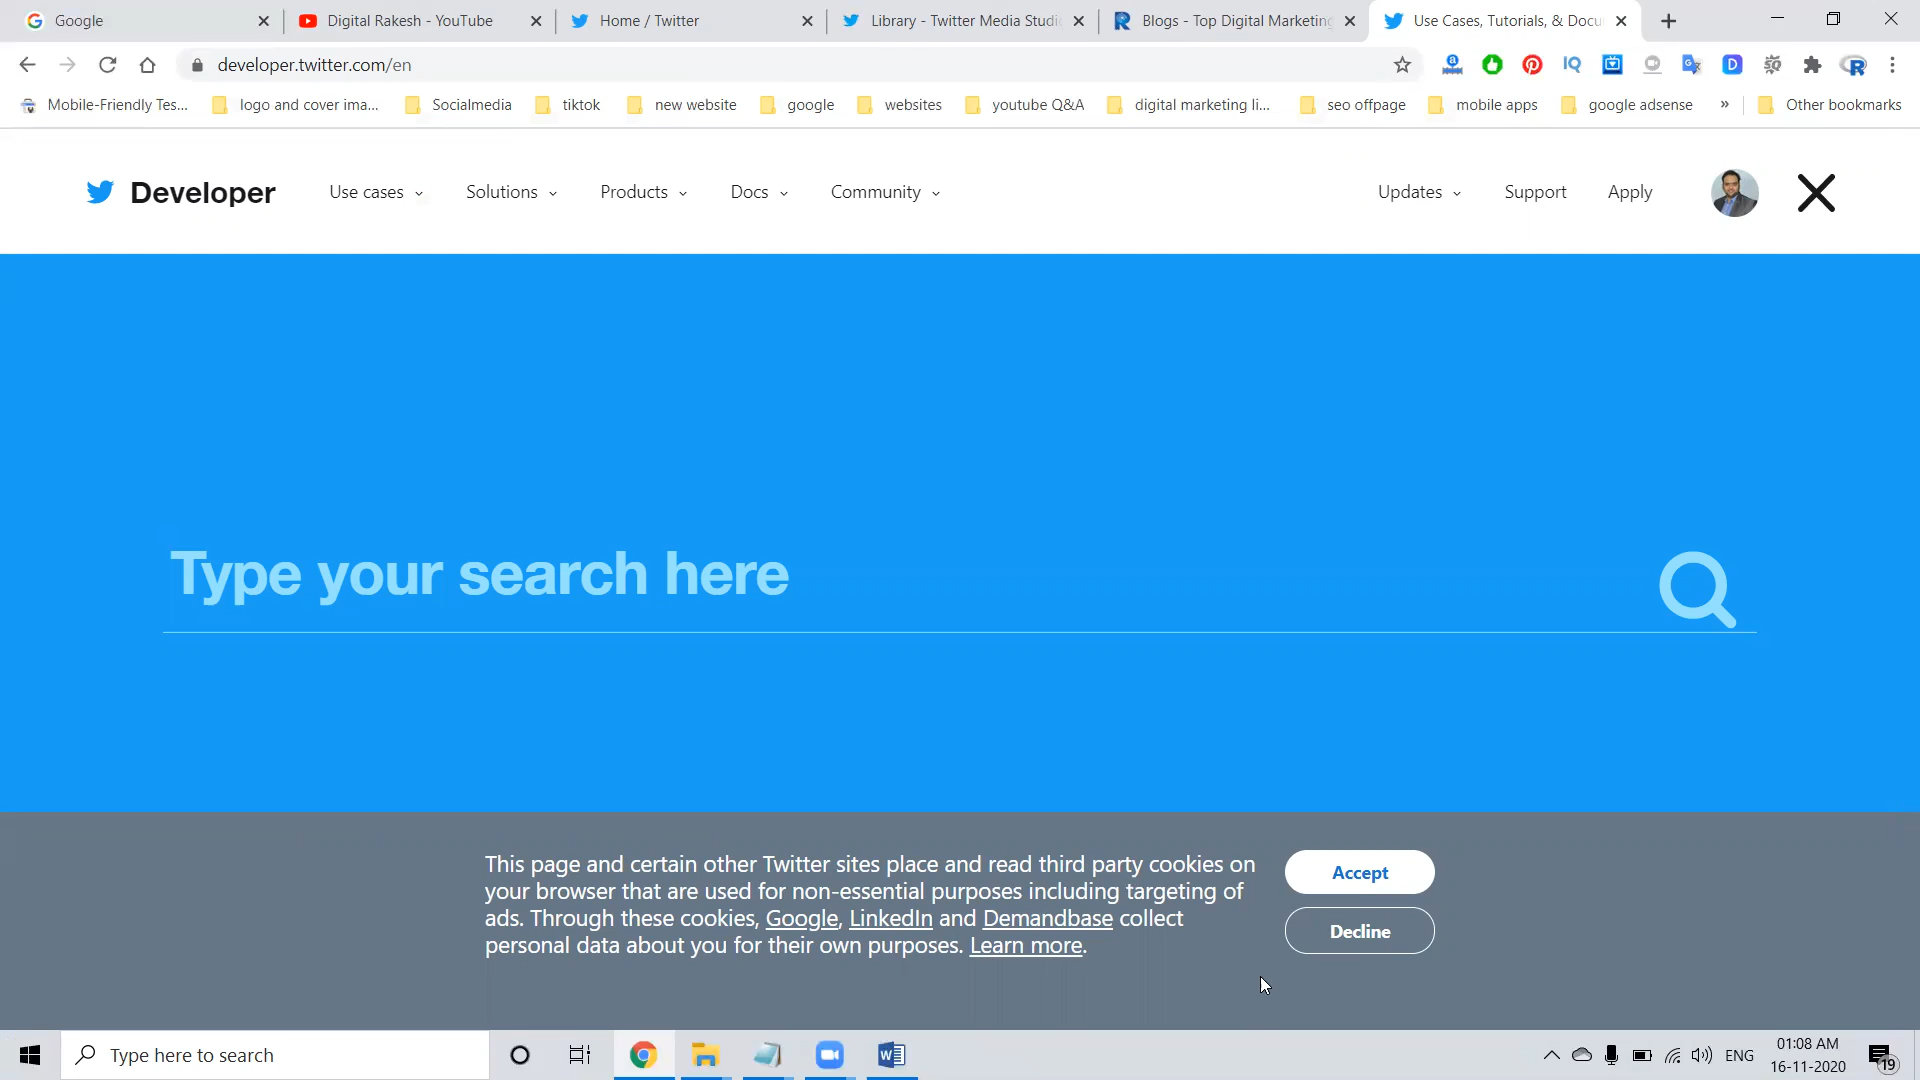 Google
Digital Rakesh - YouTube
Home / Twitter
Library - Twitter Media Studi
Blogs - Top Digital Marketing
Use Cases, Tutorials, & Docu
developer.twitter.com/en
Mobile-Friendly Tes...
logo and cover ima...
Socialmedia
tiktok
new website
google
websites
youtube Q&A
digital marketing li...
seo offpage
mobile apps
google adsense
»
Other bookmarks
Developer
Use cases
Solutions
Products
Docs
Community
Updates
Support
Apply
Type your search here
This page and certain other Twitter sites place and read third party cookies on
your browser that are used for non-essential purposes including targeting of
ads. Through these cookies, Google, LinkedIn and Demandbase collect
personal data about you for their own purposes. Learn more.
Accept
Decline
Type here to search
ENG
01:08 AM
16-11-2020
19